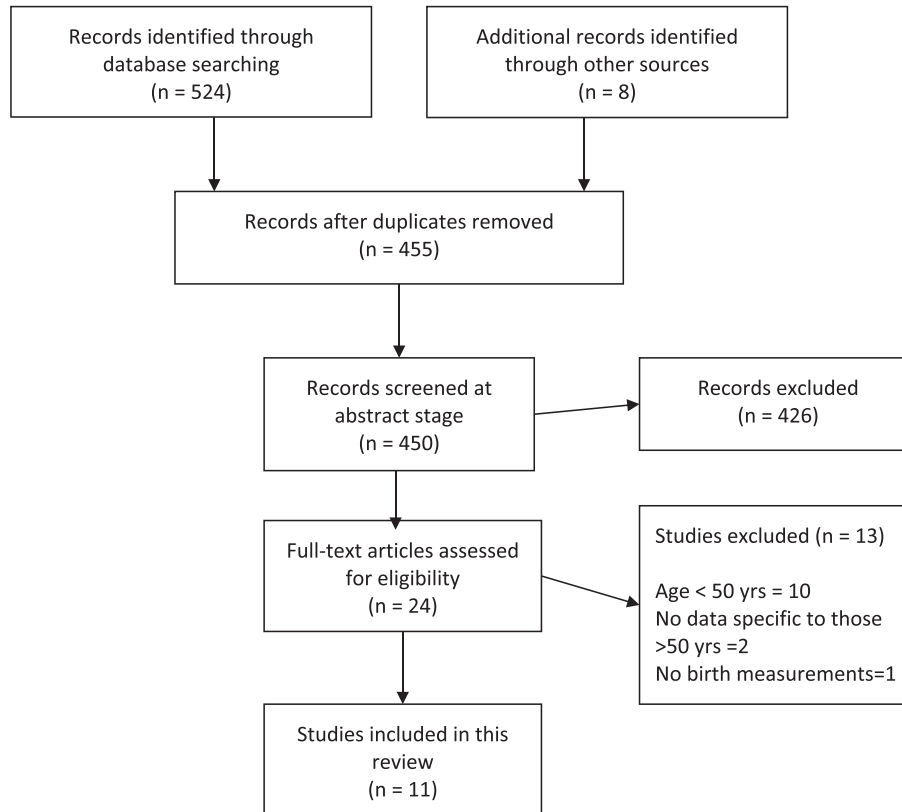 Records identified through
database searching
(n = 524)
Additional records identified
through other sources
(n = 8)
Records after duplicates removed
(n = 455)
Records screened at
abstract stage
(n = 450)
Records excluded
(n = 426)
Full-text articles assessed
for eligibility
(n = 24)
Studies excluded (n = 13)
Age < 50 yrs = 10
No data specific to those
>50 yrs =2
No birth measurements=1
Studies included in this
review
(n = 11)